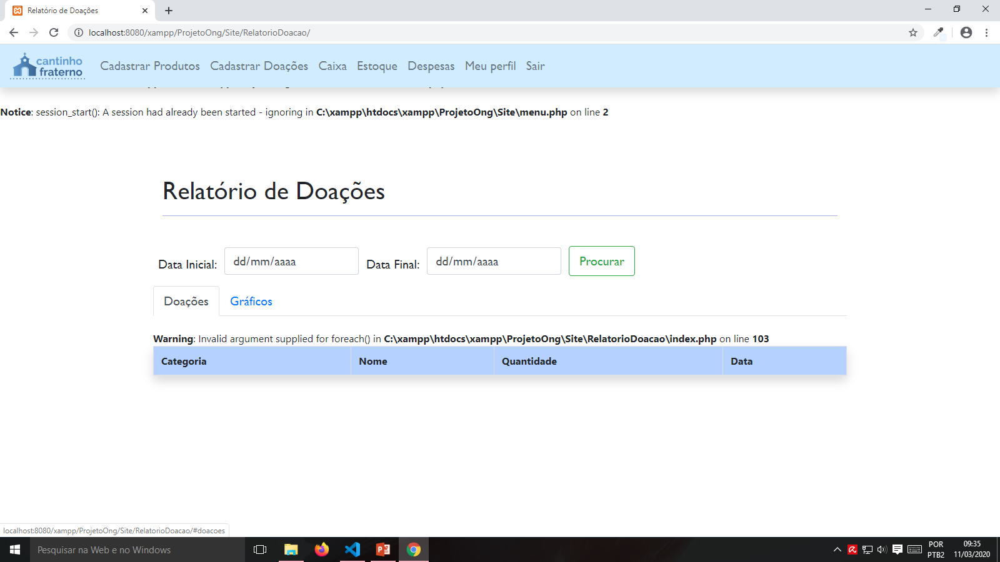 Relatório de Doações
localhost:8080/xampp/ProjetoOng/Site/RelatorioDoacao/
cantinho
fraterno
Cadastrar Produtos Cadastrar Doações Caixa Estoque Despesas Meu perfil Sair
Notice: session_start(): A session had already been started - ignoring in C:\xampp\htdocs\xampp\ProjetoOng\Site\menu.php on line 2
Relatório de Doações
Data Inicial: dd/mm/aaaa Data Final: dd/mm/aaaa Procurar
Doações Gráficos
Warning: Invalid argument supplied for foreach() in C:\xampp\htdocs\xampp\ProjetoOng\Site\RelatorioDoacao\index.php on line 103
Categoria Nome Quantidade Data
localhost:8080/xampp/ProjetoOng/Site/RelatorioDoacao/#doacoes
Pesquisar na Web e no Windows
POR
PTB2
09:35
11/03/2020